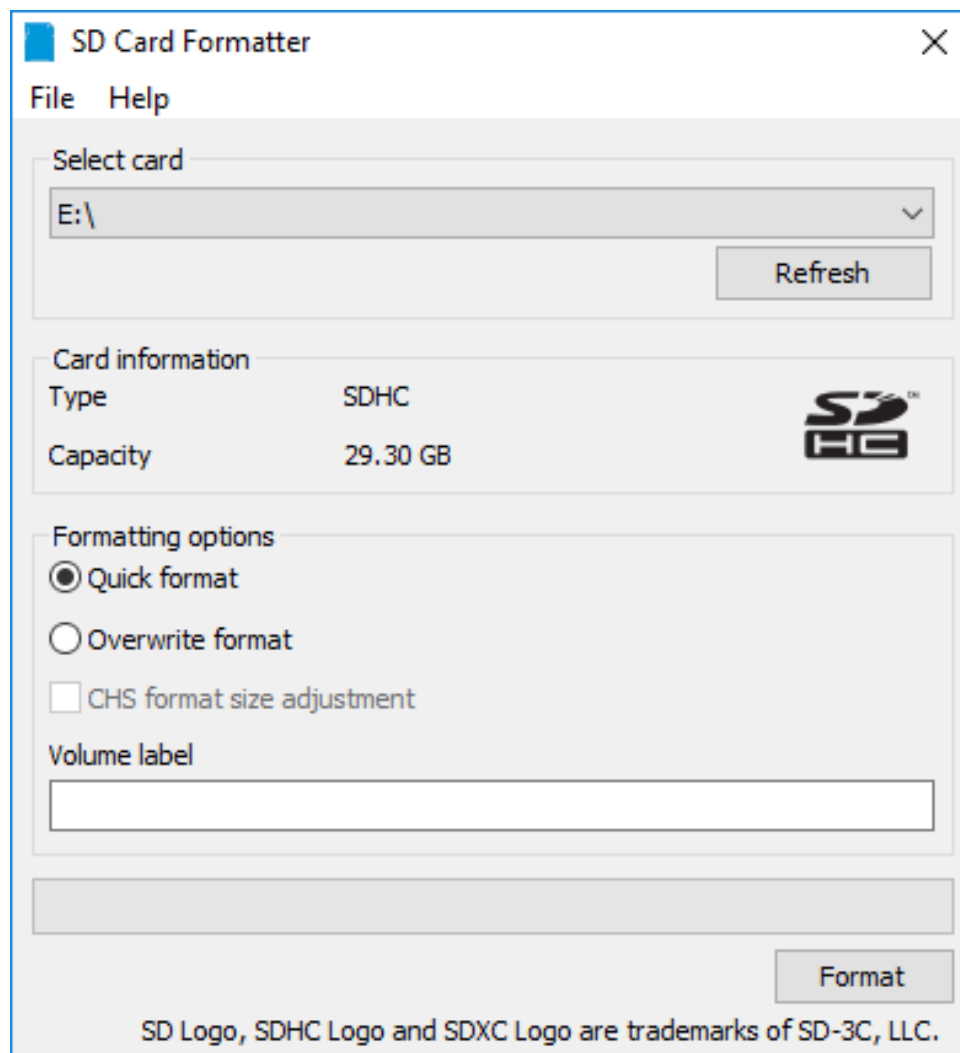 SD Card Formatter
File Help
Select card
E:\
Refresh
Card information
Type SDHC
Capacity 29.30 GB
SD
HC
Formatting options
Quick format
Overwrite format
CHS format size adjustment
Volume label
Format
SD Logo, SDHC Logo and SDXC Logo are trademarks of SD-3C, LLC.